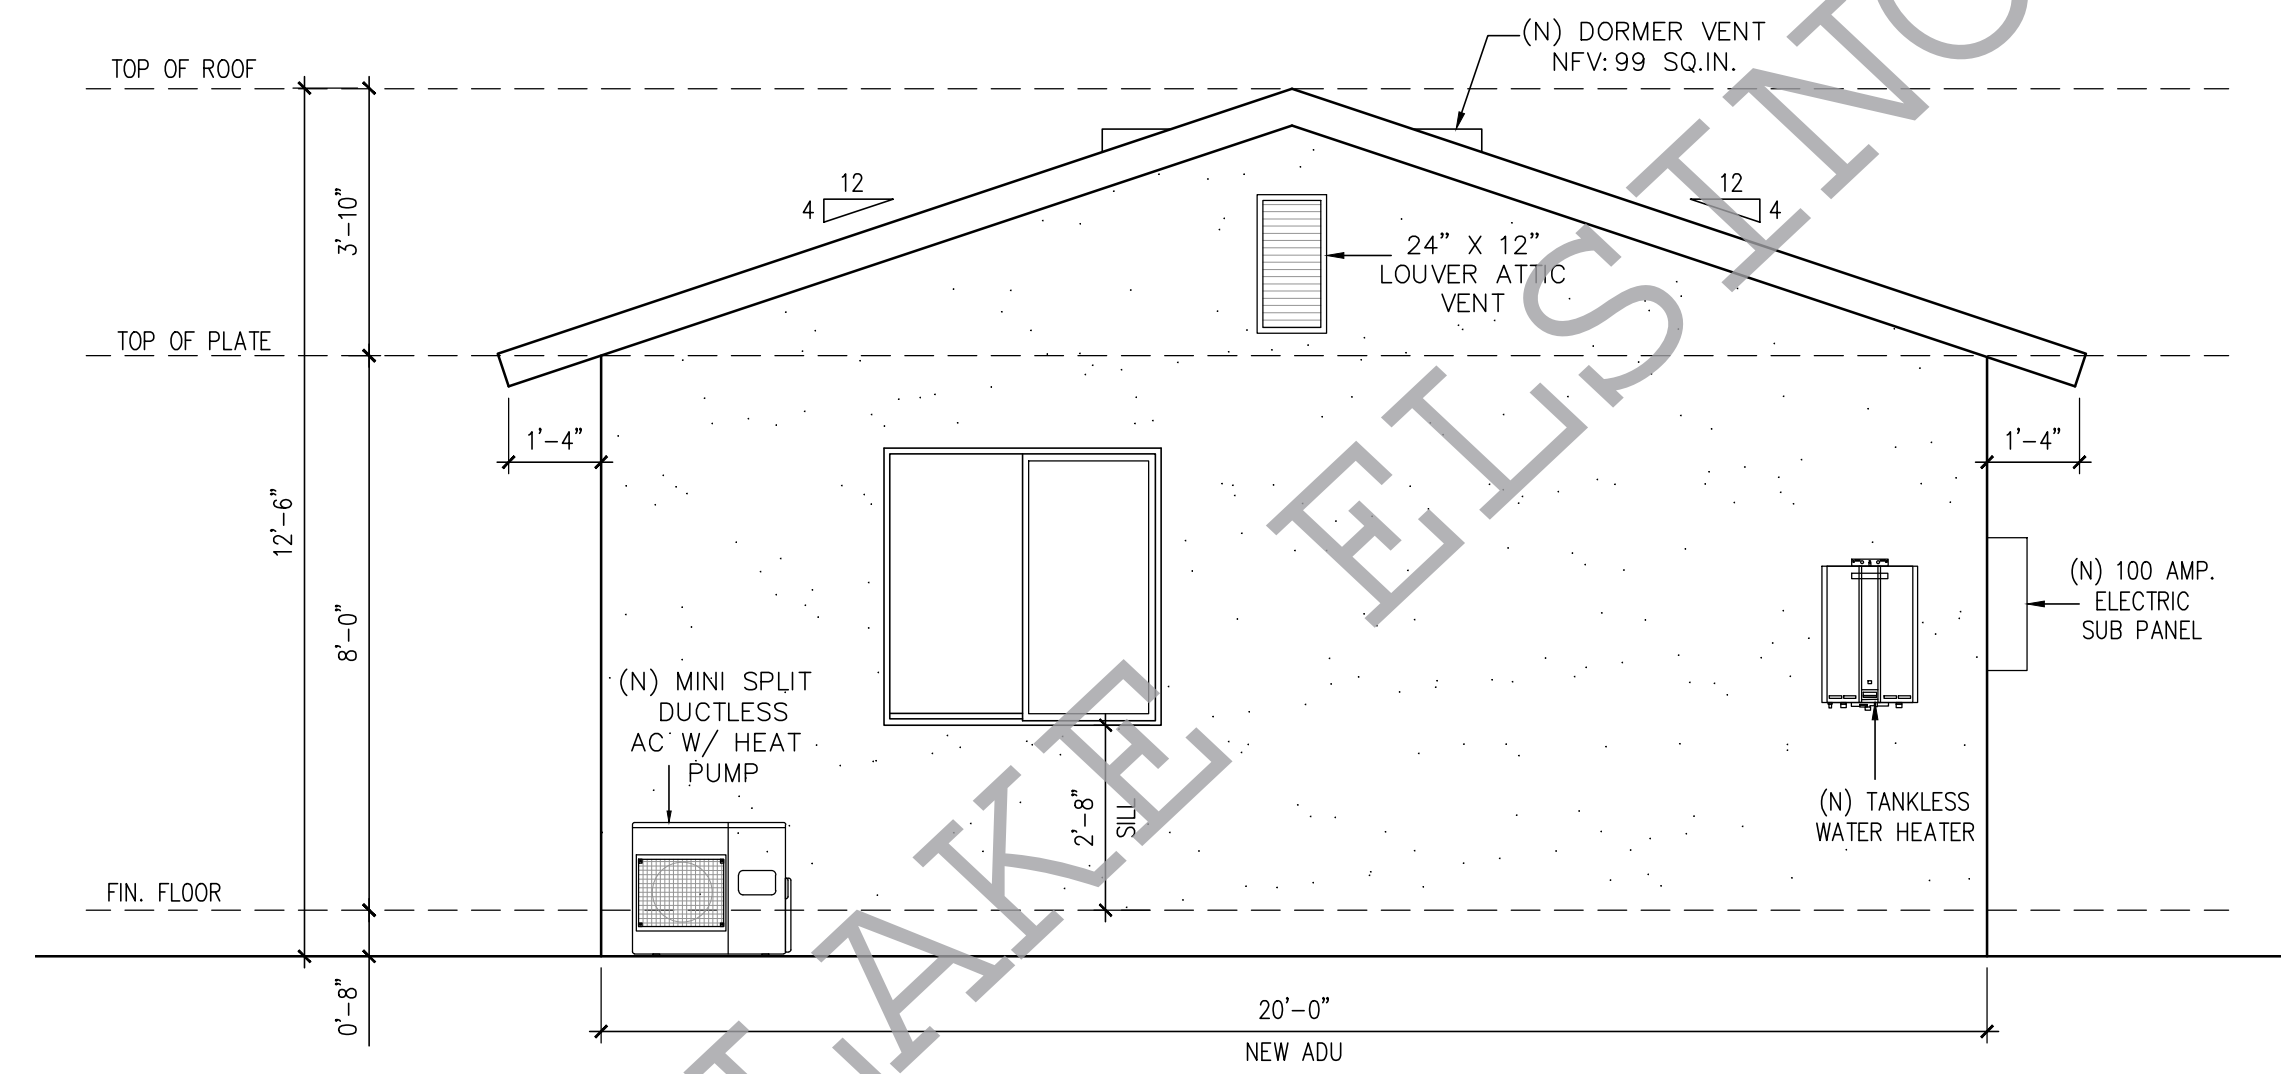 (N) DORMER VENT
NFV: 99 SQ.IN.
TOP OF ROOF
12
4
12
4
3'-10"
24" X 12"
LOUVER ATTIC
VENT
TOP OF PLATE
1'-4"
1'-4"
12'-6"
8'-0"
(N) 100 AMP.
ELECTRIC
SUB PANEL
(N) MINI SPLIT
DUCTLESS
AC W/ HEAT
PUMP
2'-8"
SILL
(N) TANKLESS
WATER HEATER
FIN. FLOOR
0'-8"
20'-0"
NEW ADU
LAKE ELSINO